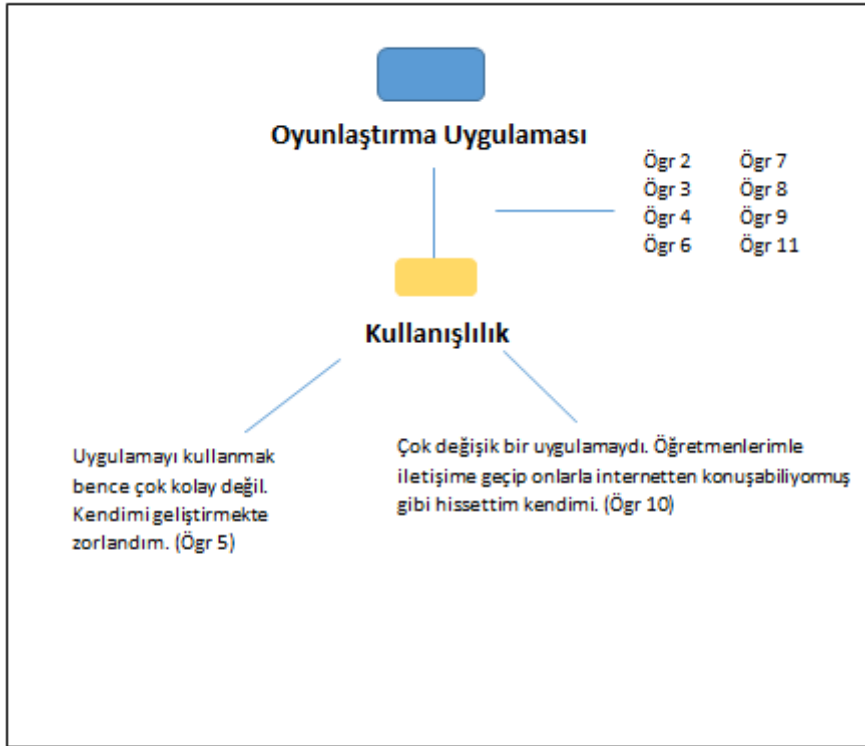 Oyunlaştırma Uygulaması
Ögr 2 Ögr 7
Ögr 3 Ögr 8
Ögr 4 Ögr 9
Ögr 6 Ögr 11
Kullanışlılık
Uygulamayı kullanmak
bence çok kolay değil.
Kendimi geliştirmekte
zorlandım. (Ögr 5)
Çok değişik bir uygulamaydı. Öğretmenlerimle
iletişime geçip onlarla internetten konuşabiliyormuş
gibi hissettim kendimi. (Ögr 10)